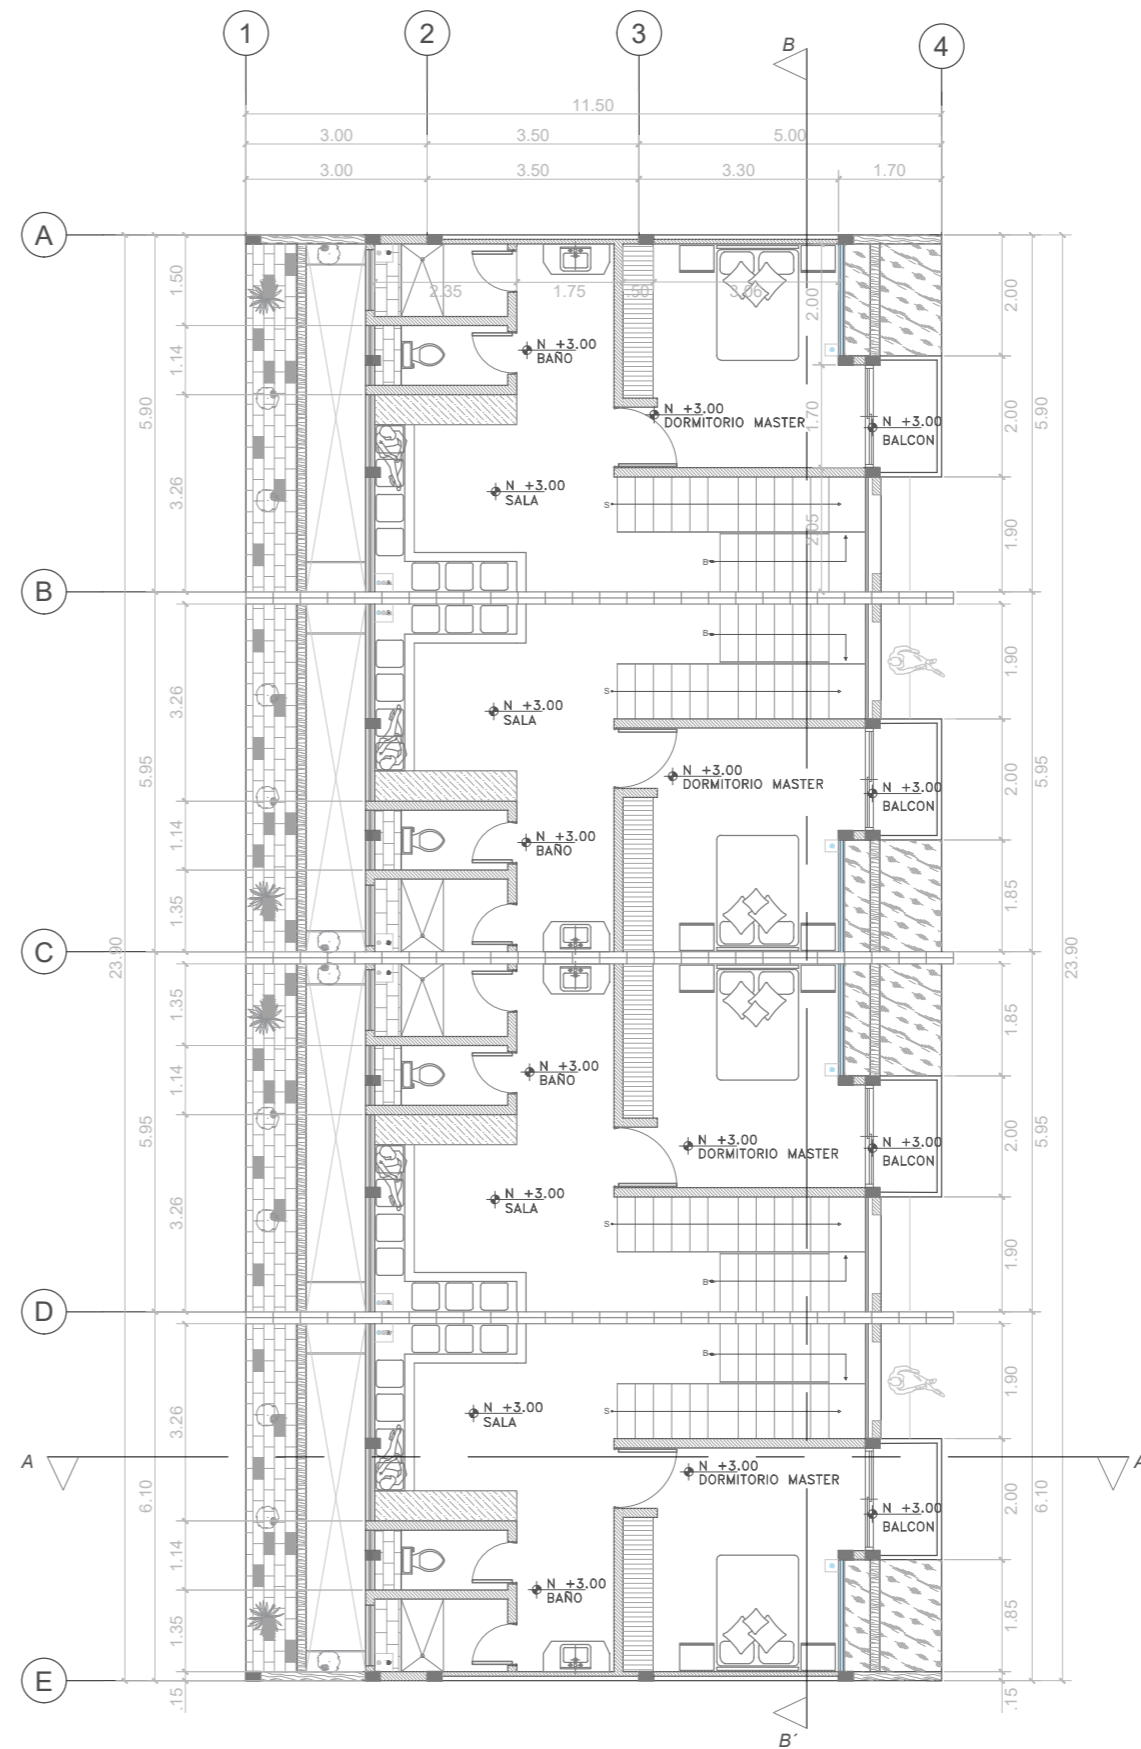 1
2
3
4
B
11.50
3.00
3.50
5.00
3.00
3.50
3.30
1.70
A
1.50
2.35
1.75
.50
3.06
2.00
2.00
1.14
N +3.00
BAÑO
5.90
N +3.00
DORMITORIO MASTER
1.70
N +3.00
BALCON
2.00
5.90
3.26
N +3.00
SALA
S
2.05
1.90
B
B
B
1.90
3.26
S
N +3.00
SALA
5.95
N +3.00
DORMITORIO MASTER
N +3.00
BALCON
2.00
5.95
1.14
N +3.00
BAÑO
1.35
1.85
C
23.90
23.90
1.35
1.85
1.14
N +3.00
BAÑO
5.95
N +3.00
DORMITORIO MASTER
N +3.00
BALCON
2.00
5.95
3.26
N +3.00
SALA
S
1.90
B
D
B
1.90
3.26
S
N +3.00
SALA
A
A
N +3.00
DORMITORIO MASTER
6.10
N +3.00
BALCON
2.00
6.10
1.14
N +3.00
BAÑO
1.35
1.85
E
.15
.15
B´